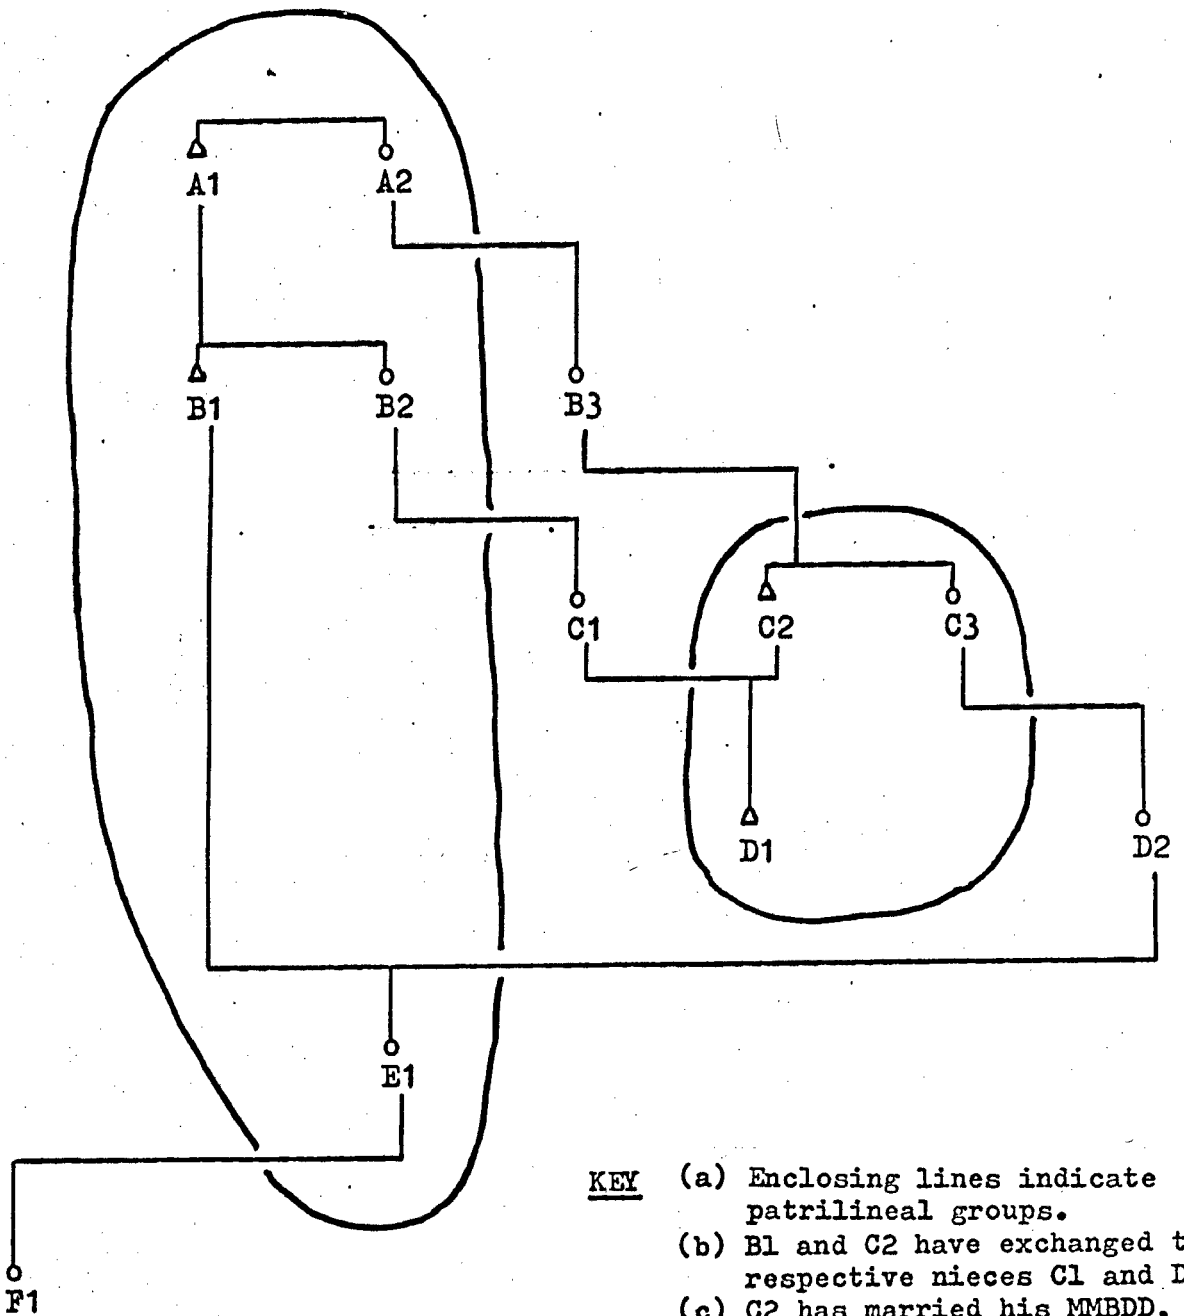 A1 A2
B1 B2 B3
C1 C2 C3
D1 D2
E1
F1
KEY (a) Enclosing lines indicate
patrilineal groups.
(b) B1 and C2 have exchanged
respective nieces C1 and
(c) C2 has married his MMBDD.